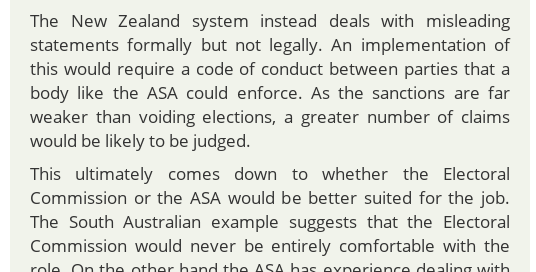 The New Zealand system instead deals with misleading
statements formally but not legally. An implementation of
this would require a code of conduct between parties that a
body like the ASA could enforce. As the sanctions are far
weaker than voiding elections, a greater number of claims
would be likely to be judged.
This ultimately comes down to whether the Electoral
Commission or the ASA would be better suited for the job.
The South Australian example suggests that the Electoral
Commission would never be entirely comfortable with the
role. On the other hand the ASA has experience dealing with